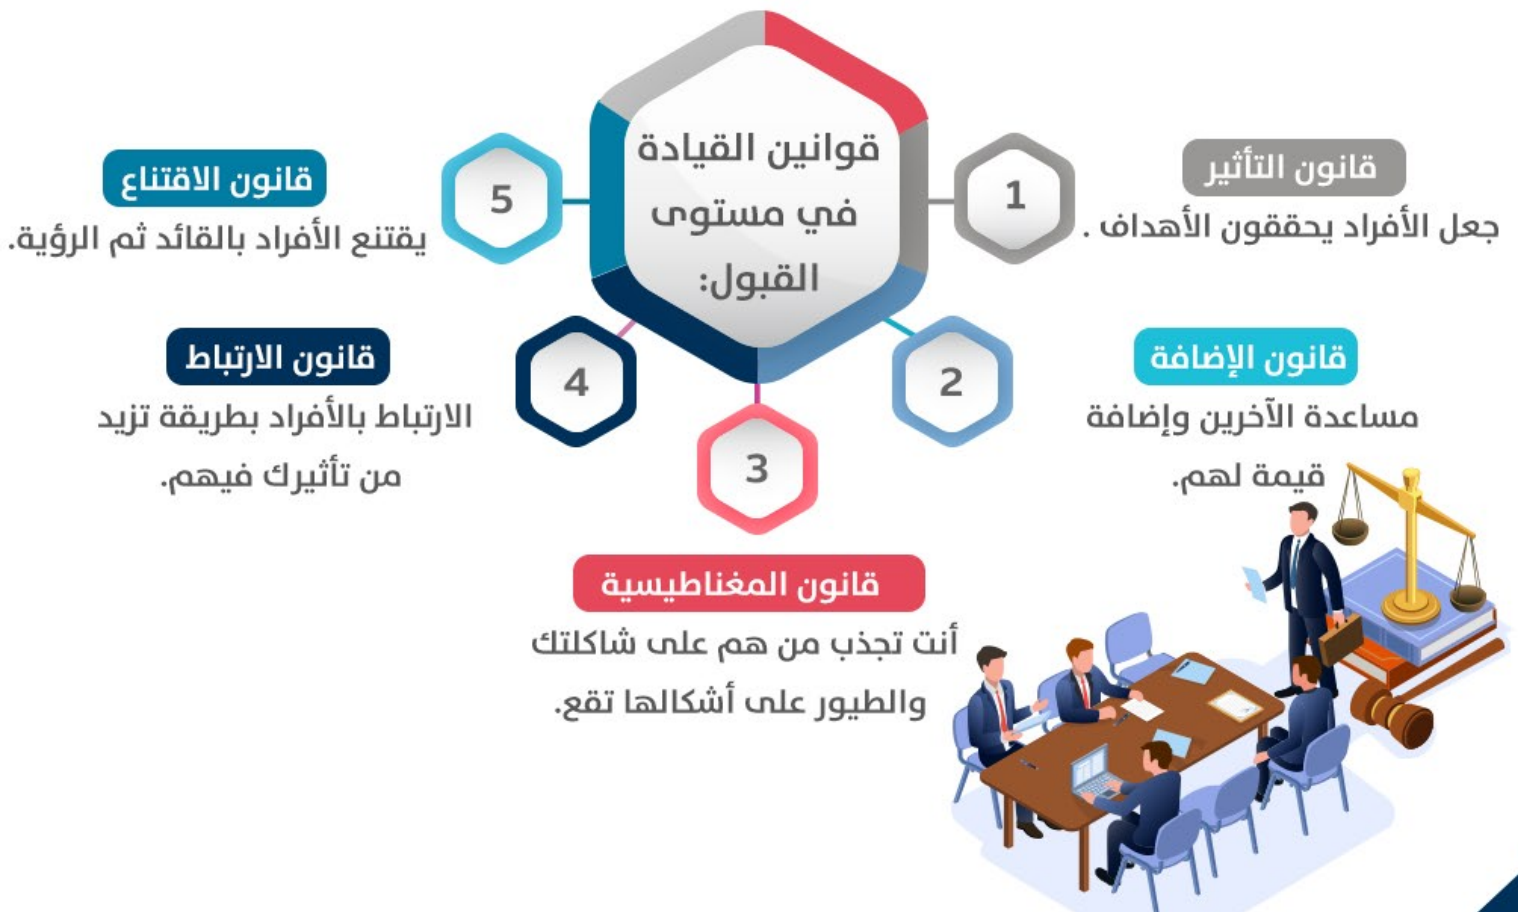 قوانين القيادة
في مستوى
القبول:
1
قانون التأثير
جعل الأفراد يحققون الأهداف .
2
قانون الإضافة
مساعدة الآخرين وإضافة
قيمة لهم.
3
قانون المغناطيسية
أنت تجذب من هم على شاكلتك
والطيور على أشكالها تقع.
4
قانون الارتباط
الارتباط بالأفراد بطريقة تزيد
من تأثيرك فيهم.
5
قانون الاقتناع
يقتنع الأفراد بالقائد ثم الرؤية.